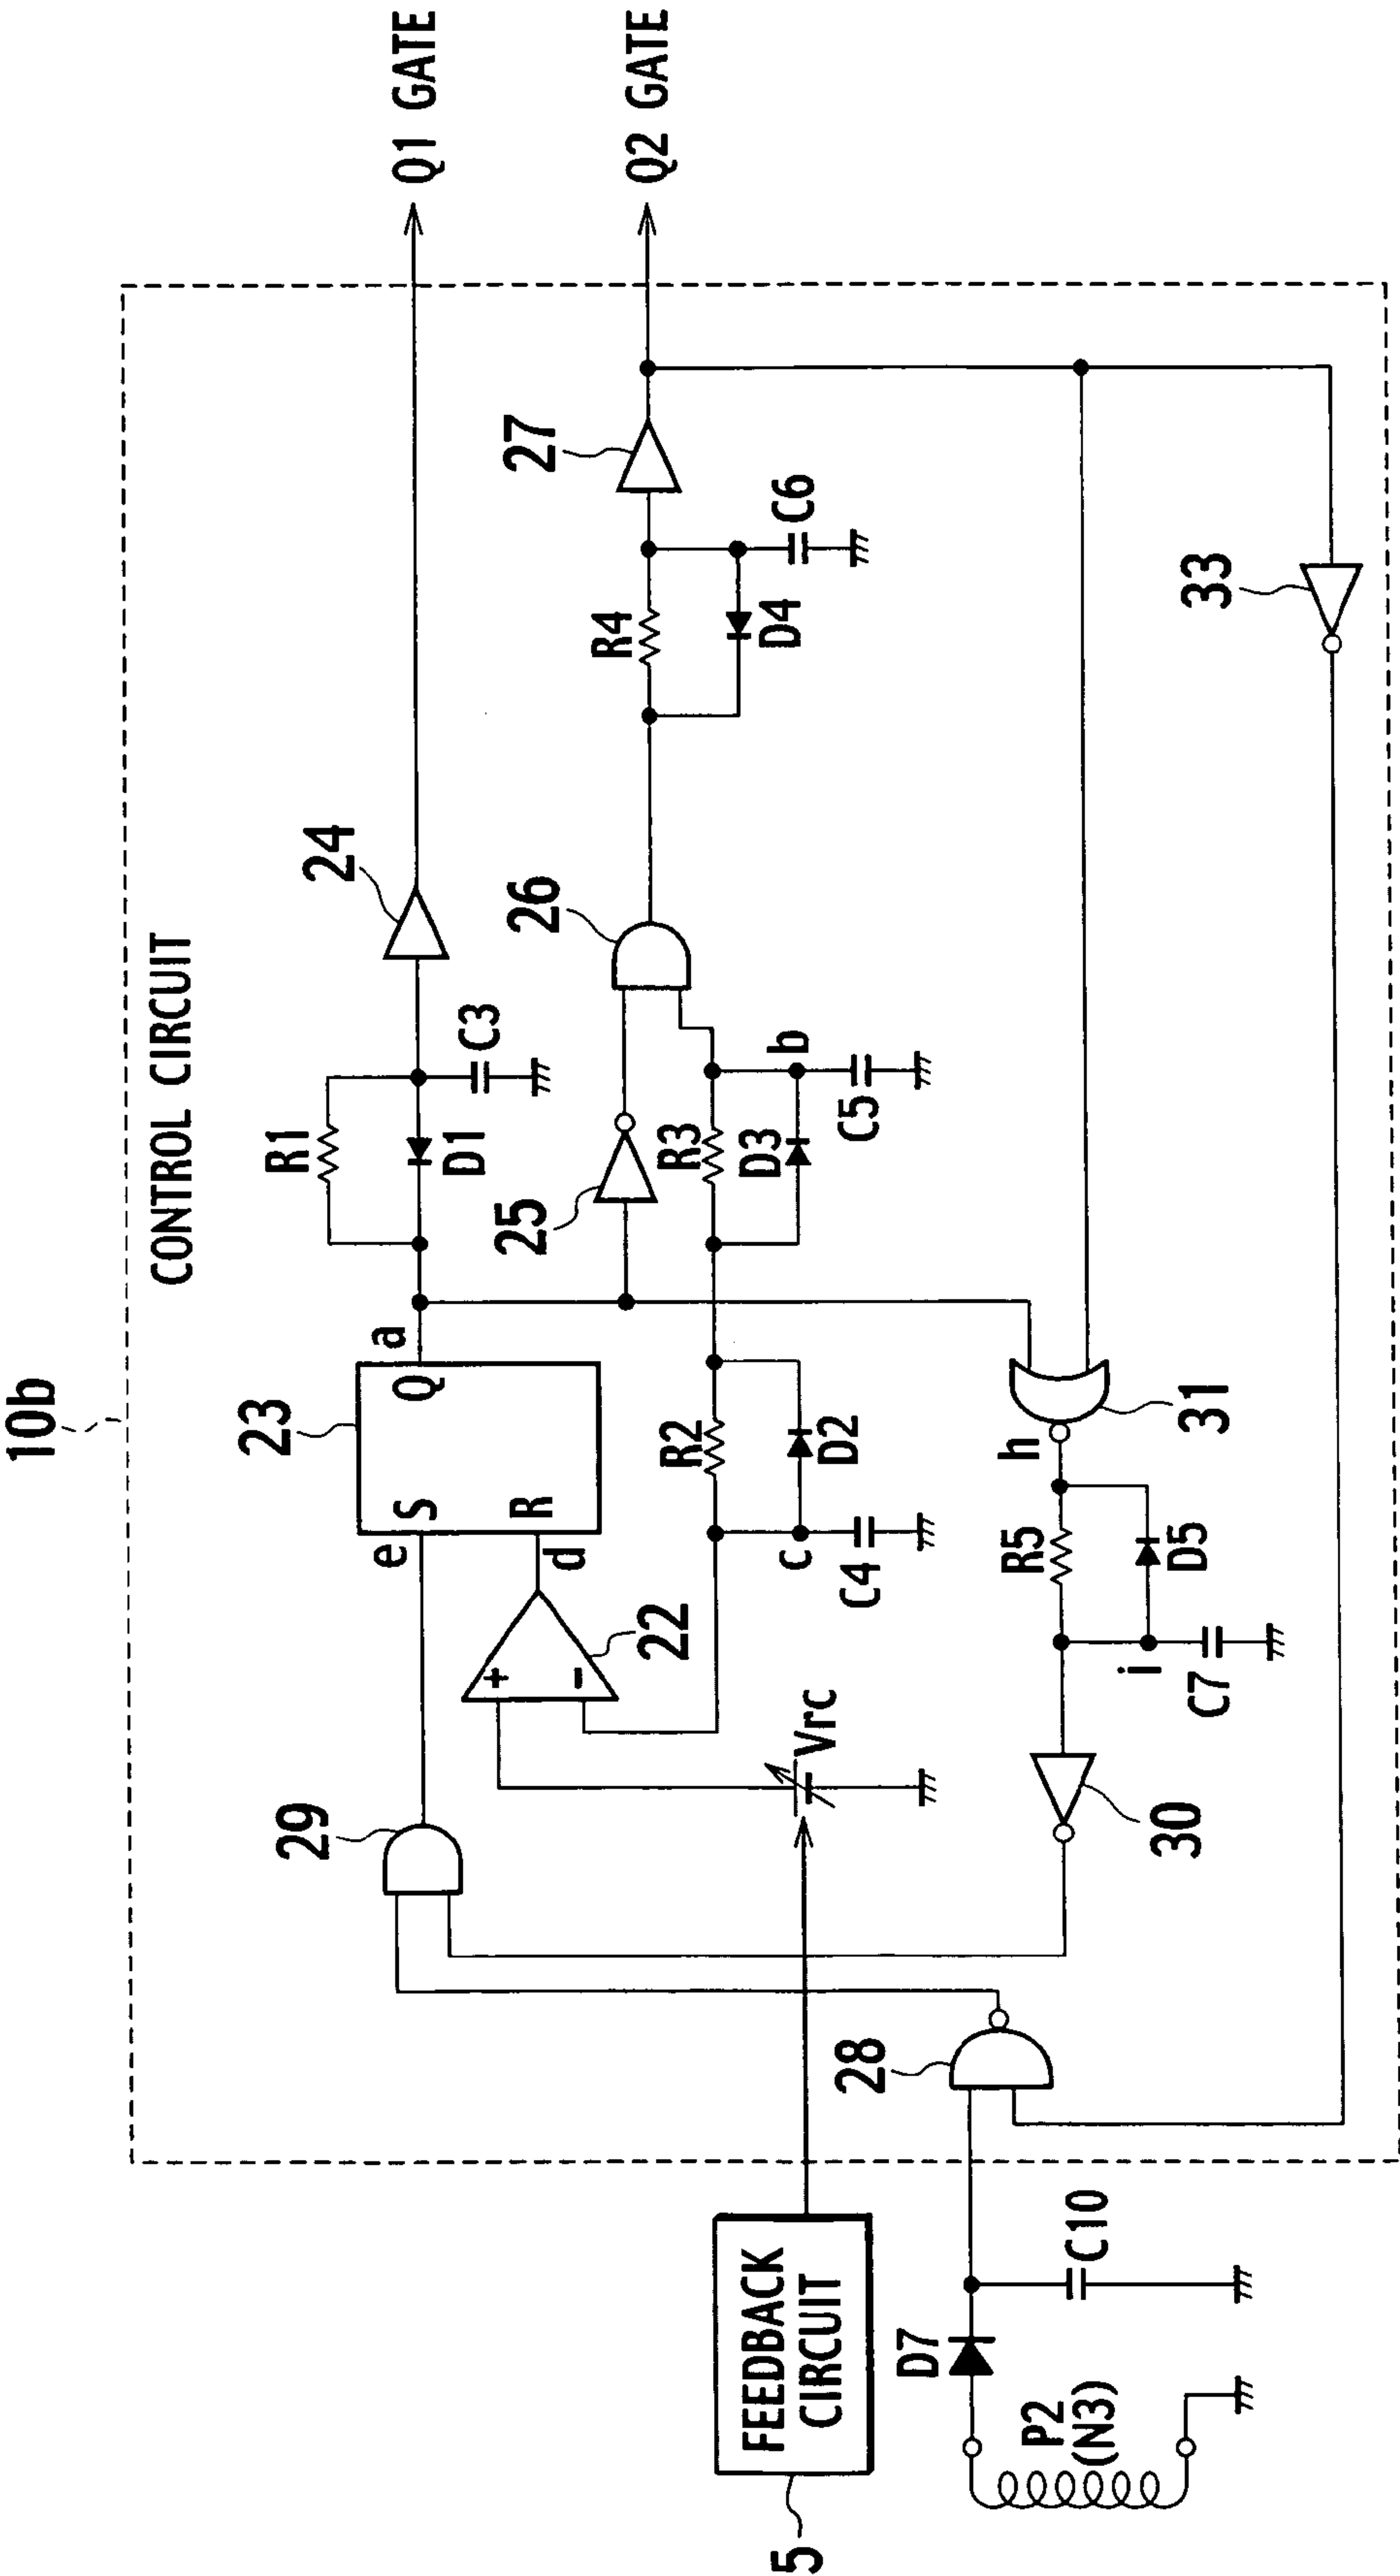 10b
CONTROL CIRCUIT
Q1 GATE
Q2 GATE
R1
24
D1
C3
23
a
Q
S
R
e
d
29
22
+
-
25
26
27
R4
D4
C6
R3
D3
b
C5
R2
D2
c
C4
Vrc
FEEDBACK
CIRCUIT
5
28
30
31
h
R5
D5
i
C7
33
D7
C10
P2
(N3)